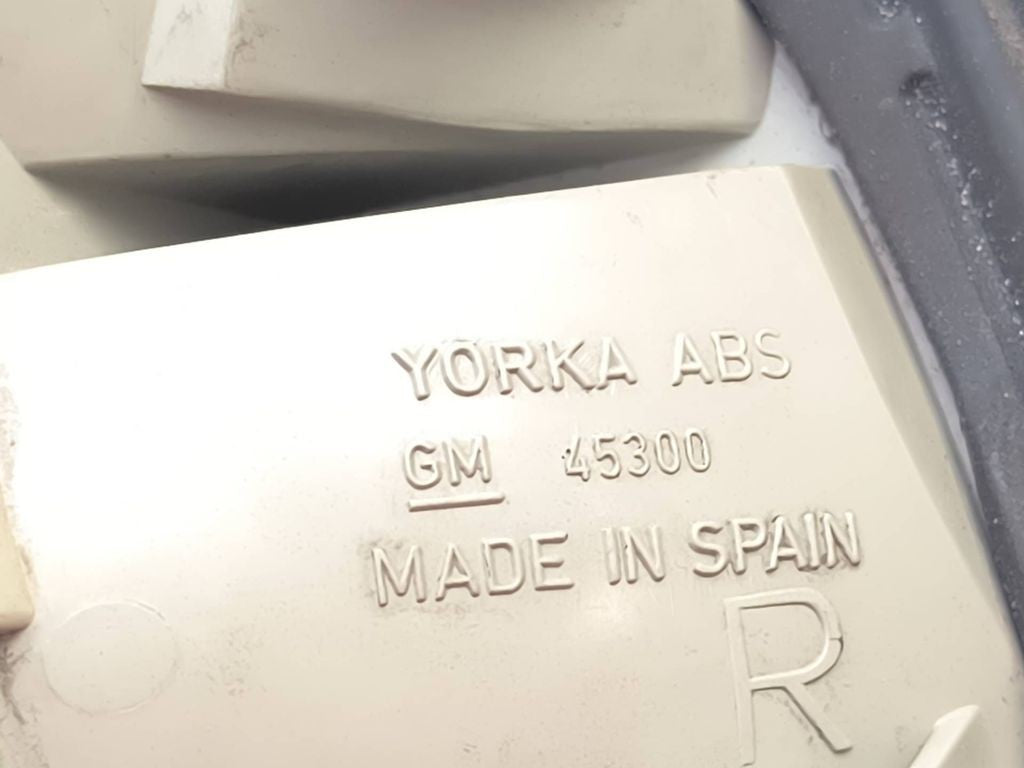 YORKA ABS
GM 45300
MADE IN SPAIN
R